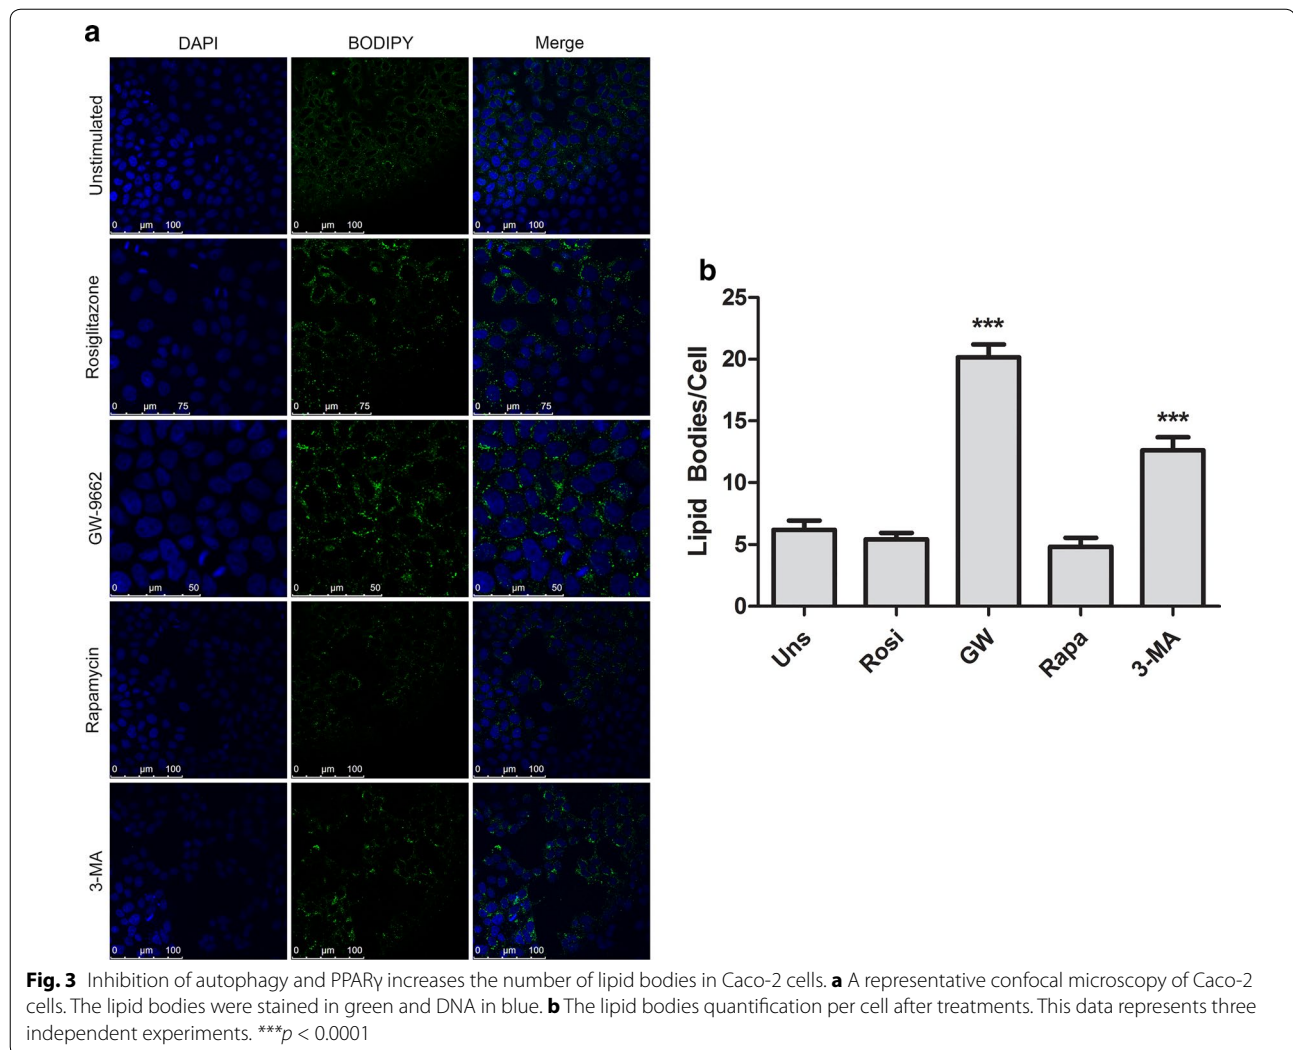 a
DAPI BODIPY Merge
Unstimulated
0 µm 100 0 µm 100 0 µm 100
Rosiglitazone
0 µm 75 0 µm 75 0 µm 75
GW-9662
0 µm 50 0 µm 50 0 µm 50
Rapamycin
0 µm 100 0 µm 100 0 µm 100
3-MA
0 µm 100 0 µm 100 0 µm 100
b
Lipid Bodies/Cell
25
20
15
10
5
0
***
***
Uns Rosi GW Rapa 3-MA
Fig. 3 Inhibition of autophagy and PPARγ increases the number of lipid bodies in Caco-2 cells. a A representative confocal microscopy of Caco-2
cells. The lipid bodies were stained in green and DNA in blue. b The lipid bodies quantification per cell after treatments. This data represents three
independent experiments. ***p < 0.0001